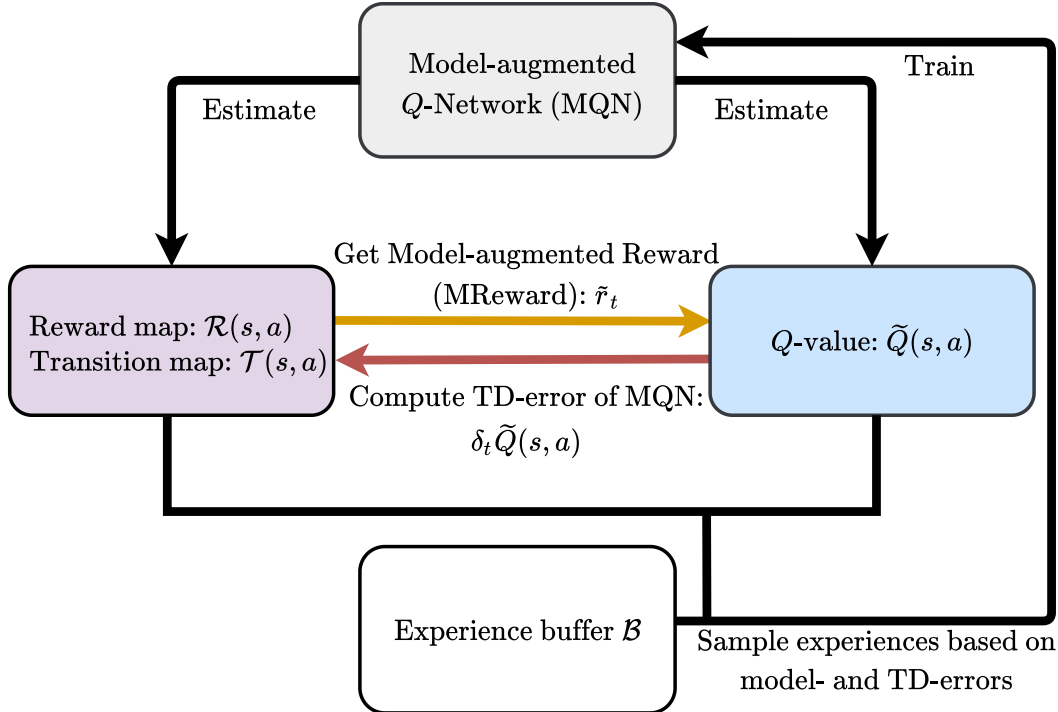 Model-augmented
Q-Network (MQN)
Train
Estimate
Estimate
Get Model-augmented Reward
(MReward): r̃_t
Reward map: ℛ(s, a)
Transition map: 𝒯(s, a)
Q-value: Q̃(s, a)
Compute TD-error of MQN:
δ_t Q̃(s, a)
Experience buffer ℬ
Sample experiences based on
model- and TD-errors